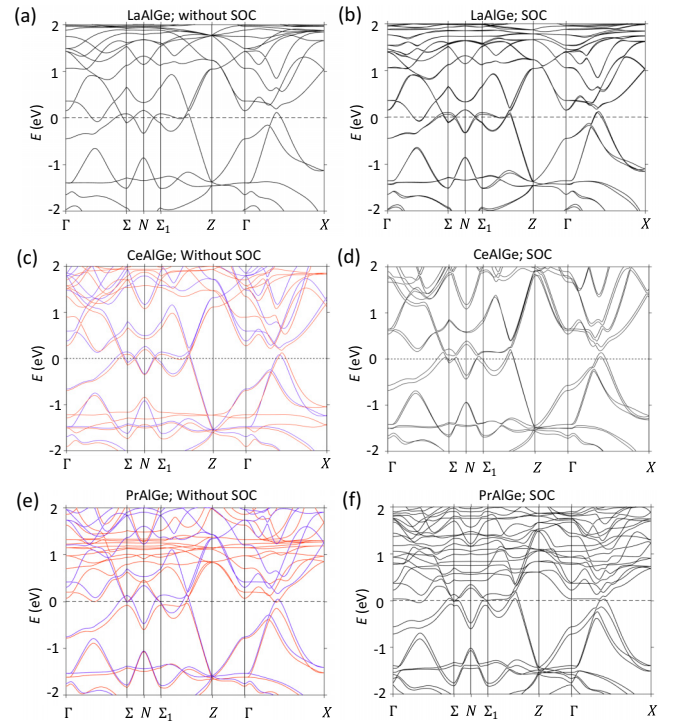 (a) LaAlGe; without SOC
2
1
0
-1
-2
E (eV)
Γ Σ N Σ₁ Z Γ X
(b) LaAlGe; SOC
2
1
0
-1
-2
E (eV)
Γ Σ N Σ₁ Z Γ X
(c) CeAlGe; Without SOC
2
1
0
-1
-2
E (eV)
Γ Σ N Σ₁ Z Γ X
(d) CeAlGe; SOC
2
1
0
-1
-2
E (eV)
Γ Σ N Σ₁ Z Γ X
(e) PrAlGe; Without SOC
2
1
0
-1
-2
E (eV)
Γ Σ N Σ₁ Z Γ X
(f) PrAlGe; SOC
2
1
0
-1
-2
E (eV)
Γ Σ N Σ₁ Z Γ X